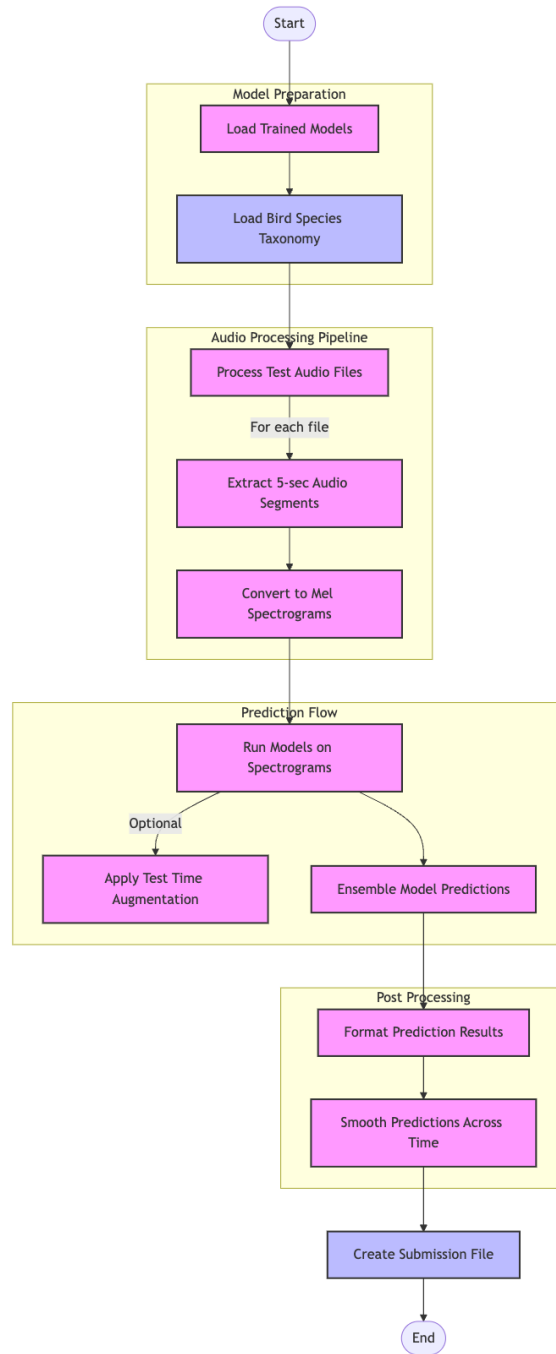 Start
Model Preparation
Load Trained Models
Load Bird Species
Taxonomy
Audio Processing Pipeline
Process Test Audio Files
For each file
Extract 5-sec Audio
Segments
Convert to Mel
Spectrograms
Prediction Flow
Run Models on
Spectrograms
Optional
Apply Test Time
Augmentation
Ensemble Model Predictions
Post Processing
Format Prediction Results
Smooth Predictions Across
Time
Create Submission File
End